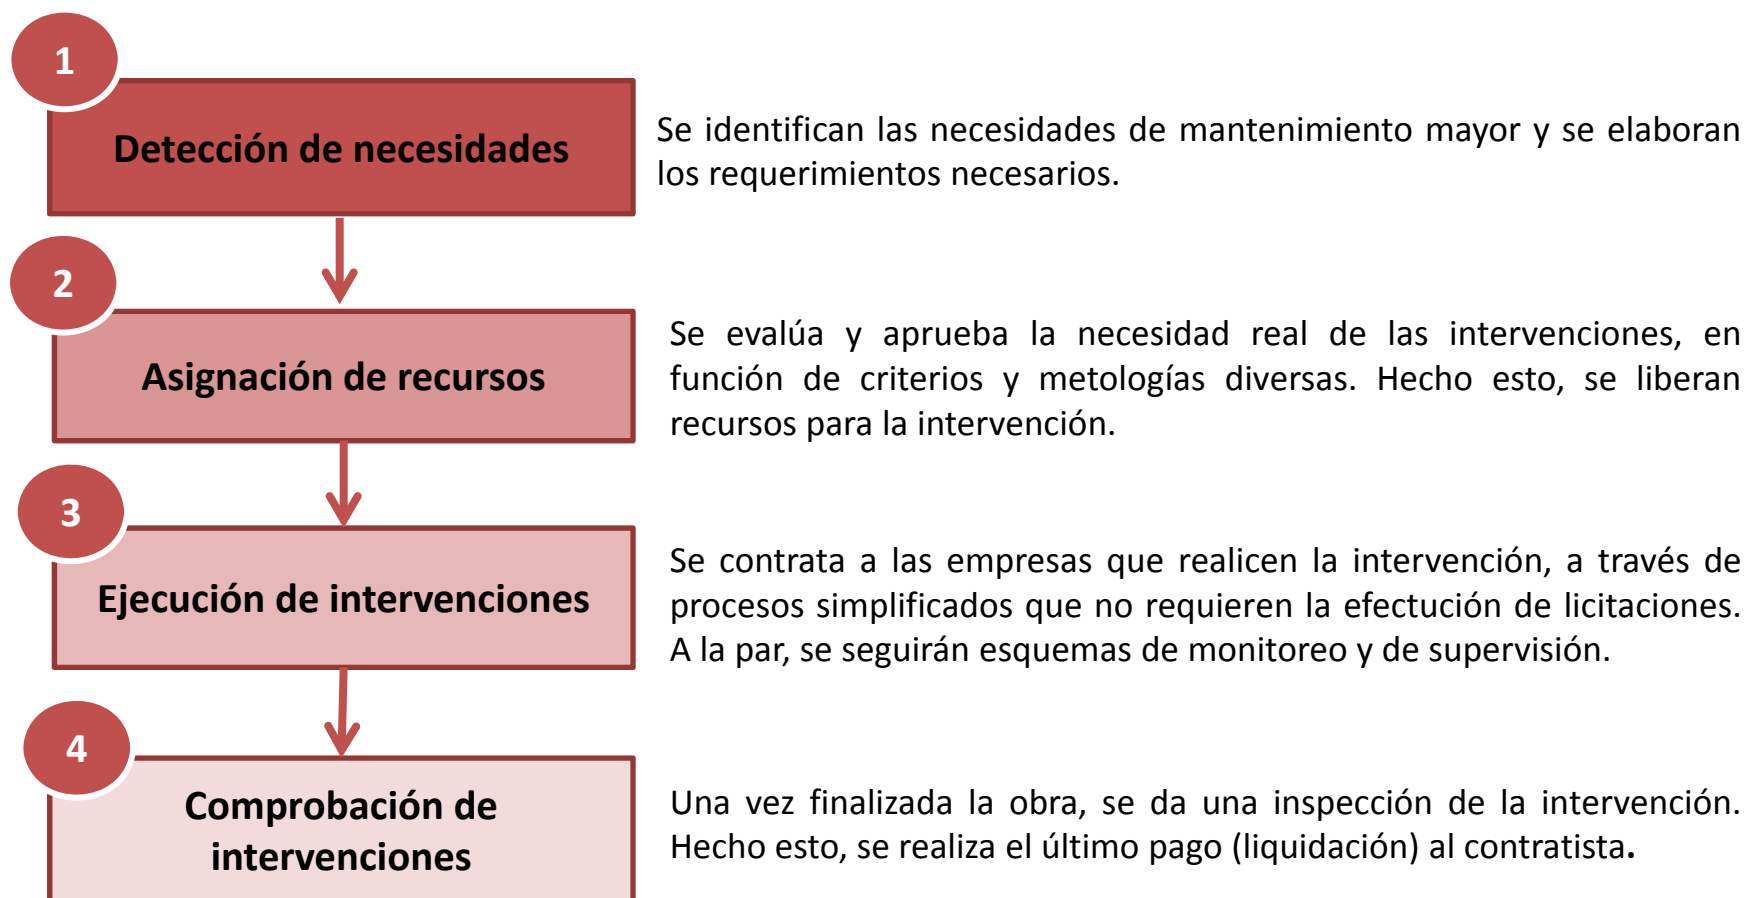 1
Detección de necesidades
Se identifican las necesidades de mantenimiento mayor y se elaboran
los requerimientos necesarios.
2
Asignación de recursos
Se evalúa y aprueba la necesidad real de las intervenciones, en
función de criterios y metologías diversas. Hecho esto, se liberan
recursos para la intervención.
3
Ejecución de intervenciones
Se contrata a las empresas que realicen la intervención, a través de
procesos simplificados que no requieren la efectución de licitaciones.
A la par, se seguirán esquemas de monitoreo y de supervisión.
4
Comprobación de
intervenciones
Una vez finalizada la obra, se da una inspección de la intervención.
Hecho esto, se realiza el último pago (liquidación) al contratista.